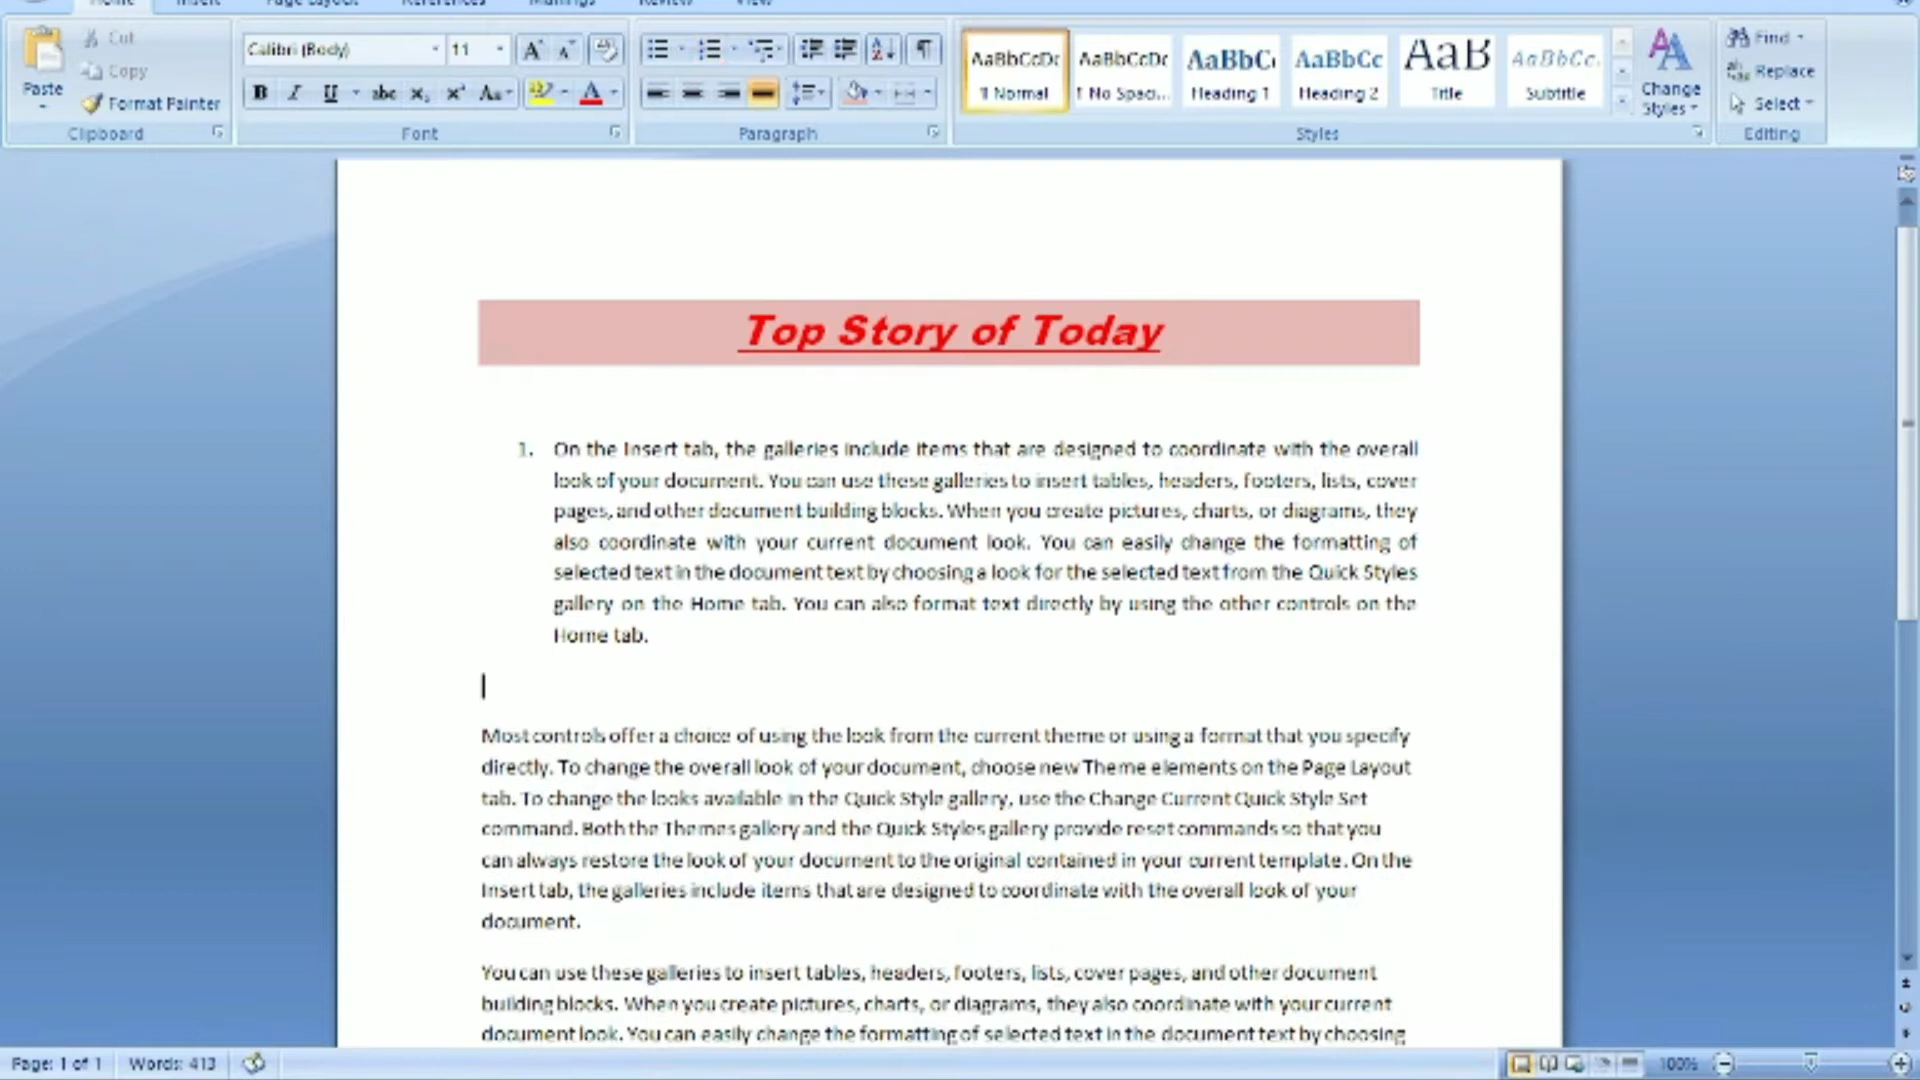 Home Insert Page Layout References Mailings Review View
Paste
Cut
Copy
Format Painter
Clipboard
Calibri (Body) 11
B I U abc x₂ x² Aa
Font
Paragraph
AaBbCcDc AaBbCcDc AaBbC AaBbCc AaB AaBbCc.
¶ Normal ¶ No Spaci... Heading 1 Heading 2 Title Subtitle
Styles
Change
Styles
Find
Replace
Select
Editing
Top Story of Today
1. On the Insert tab, the galleries include items that are designed to coordinate with the overall
look of your document. You can use these galleries to insert tables, headers, footers, lists, cover
pages, and other document building blocks. When you create pictures, charts, or diagrams, they
also coordinate with your current document look. You can easily change the formatting of
selected text in the document text by choosing a look for the selected text from the Quick Styles
gallery on the Home tab. You can also format text directly by using the other controls on the
Home tab.
Most controls offer a choice of using the look from the current theme or using a format that you specify
directly. To change the overall look of your document, choose new Theme elements on the Page Layout
tab. To change the looks available in the Quick Style gallery, use the Change Current Quick Style Set
command. Both the Themes gallery and the Quick Styles gallery provide reset commands so that you
can always restore the look of your document to the original contained in your current template. On the
Insert tab, the galleries include items that are designed to coordinate with the overall look of your
document.
You can use these galleries to insert tables, headers, footers, lists, cover pages, and other document
building blocks. When you create pictures, charts, or diagrams, they also coordinate with your current
document look. You can easily change the formatting of selected text in the document text by choosing
Page: 1 of 1 Words: 413 100%